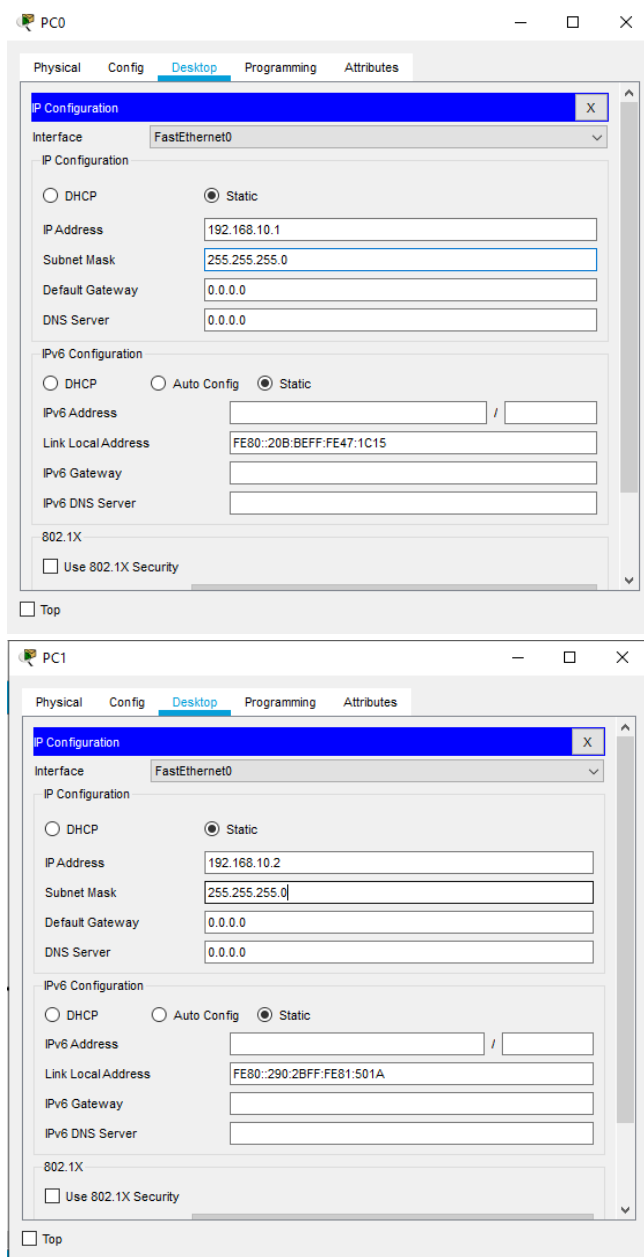 PC0
Physical Config Desktop Programming Attributes
IP Configuration X
Interface FastEthernet0
IP Configuration
DHCP Static
IP Address 192.168.10.1
Subnet Mask 255.255.255.0
Default Gateway 0.0.0.0
DNS Server 0.0.0.0
IPv6 Configuration
DHCP Auto Config Static
IPv6 Address /
Link Local Address FE80::20B:BEFF:FE47:1C15
IPv6 Gateway
IPv6 DNS Server
802.1X
Use 802.1X Security
Top
PC1
Physical Config Desktop Programming Attributes
IP Configuration X
Interface FastEthernet0
IP Configuration
DHCP Static
IP Address 192.168.10.2
Subnet Mask 255.255.255.0
Default Gateway 0.0.0.0
DNS Server 0.0.0.0
IPv6 Configuration
DHCP Auto Config Static
IPv6 Address /
Link Local Address FE80::290:2BFF:FE81:501A
IPv6 Gateway
IPv6 DNS Server
802.1X
Use 802.1X Security
Top